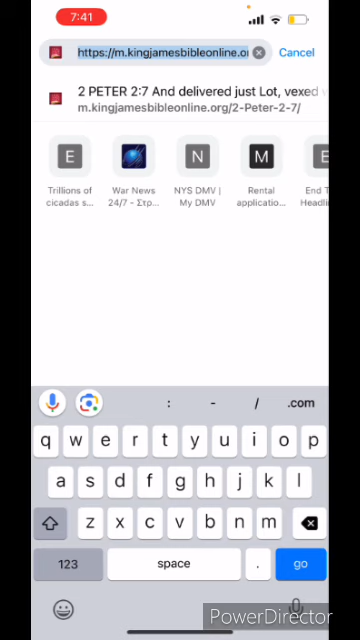 7:41
https://m.kingjamesbibleonline.or
Cancel
2 PETER 2:7 And delivered just Lot, vexed
m.kingjamesbibleonline.org/2-Peter-2-7/
E
N
M
E
Trillions of cicadas s...
War News 24/7 - Στρ...
NYS DMV | My DMV
Rental applicatio...
End T
Headli
: - / .com
q w e r t y u i o p
a s d f g h j k l
z x c v b n m
123 space . go
PowerDirector